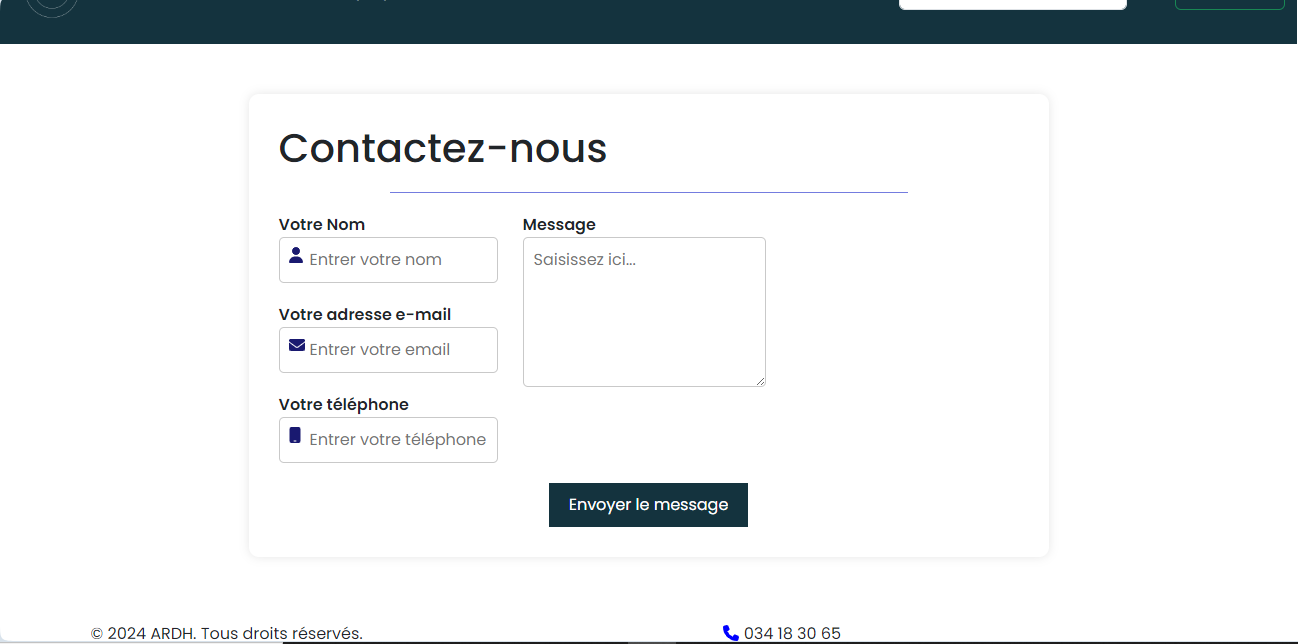 Contactez-nous
Votre Nom
Entrer votre nom
Votre adresse e-mail
Entrer votre email
Votre téléphone
Entrer votre téléphone
Message
Saisissez ici...
Envoyer le message
© 2024 ARDH. Tous droits réservés.
034 18 30 65